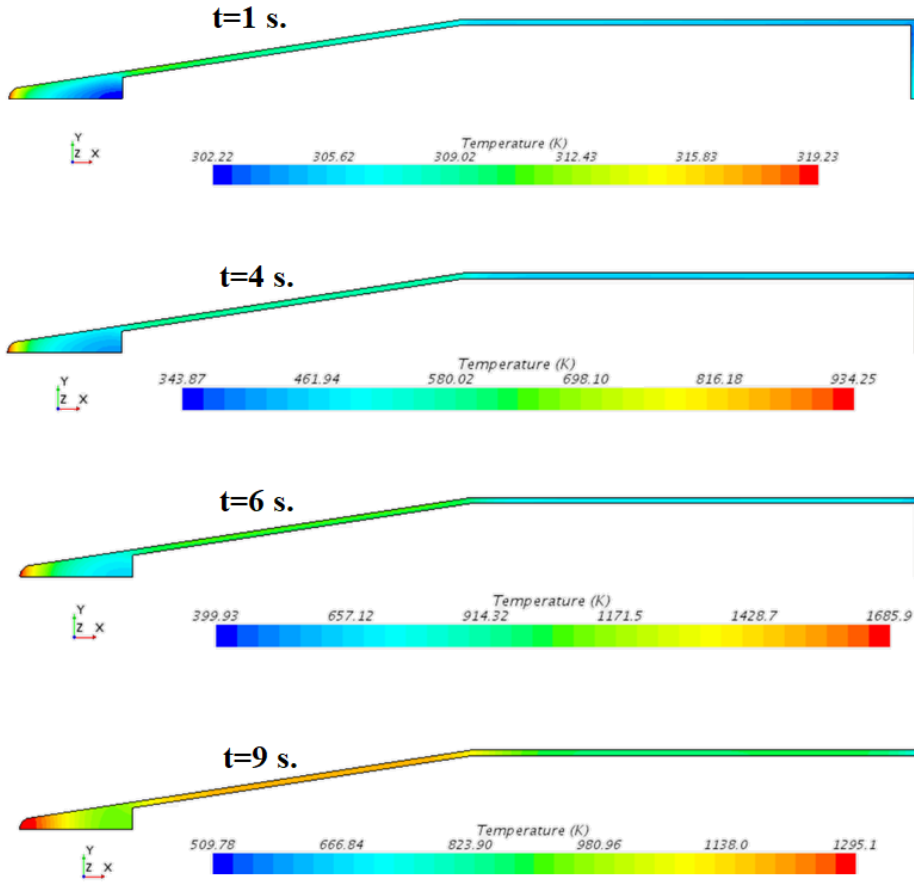 t=1 s.
Y
Z X
Temperature (K)
302.22 305.62 309.02 312.43 315.83 319.23
t=4 s.
Y
Z X
Temperature (K)
343.87 461.94 580.02 698.10 816.18 934.25
t=6 s.
Y
Z X
Temperature (K)
399.93 657.12 914.32 1171.5 1428.7 1685.9
t=9 s.
Y
Z X
Temperature (K)
509.78 666.84 823.90 980.96 1138.0 1295.1